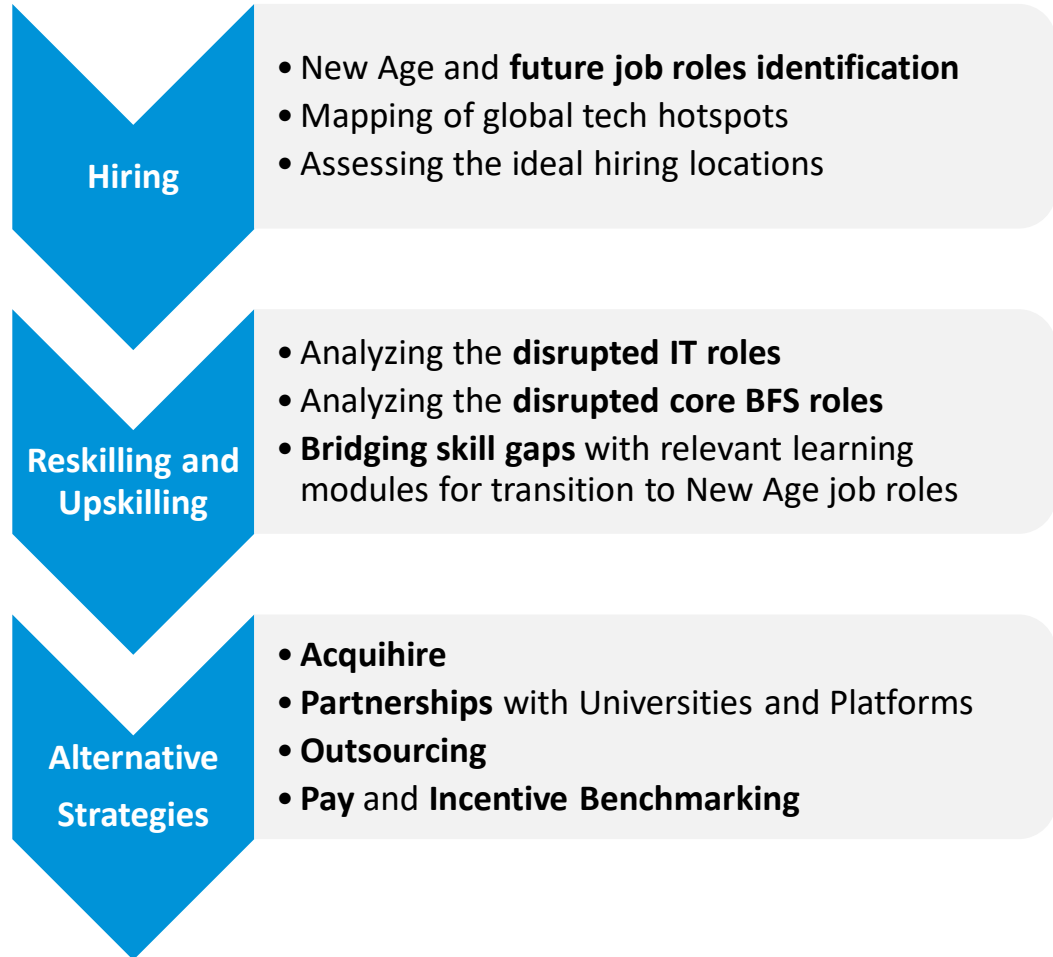 Hiring
• New Age and future job roles identification
• Mapping of global tech hotspots
• Assessing the ideal hiring locations
Reskilling and
Upskilling
• Analyzing the disrupted IT roles
• Analyzing the disrupted core BFS roles
• Bridging skill gaps with relevant learning
modules for transition to New Age job roles
Alternative
Strategies
• Acquihire
• Partnerships with Universities and Platforms
• Outsourcing
• Pay and Incentive Benchmarking